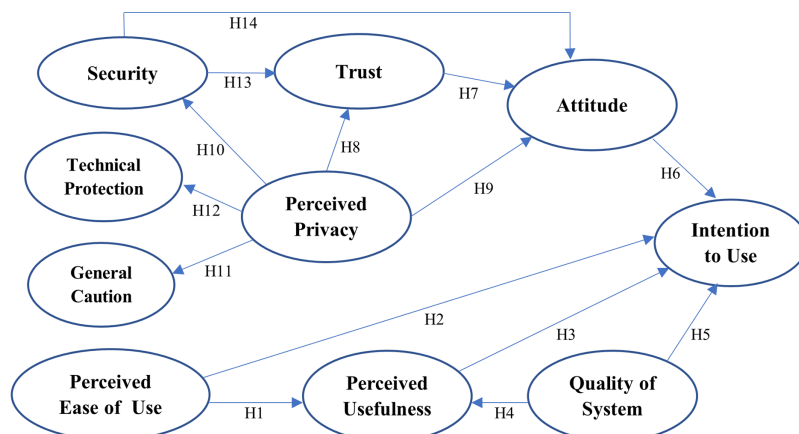 H14
Security
H13
Trust
H7
Attitude
H10
H8
H6
Technical
Protection
H12
Perceived
Privacy
H9
Intention
to Use
H11
General
Caution
H2
H3
H5
Perceived
Ease of Use
H1
Perceived
Usefulness
H4
Quality of
System